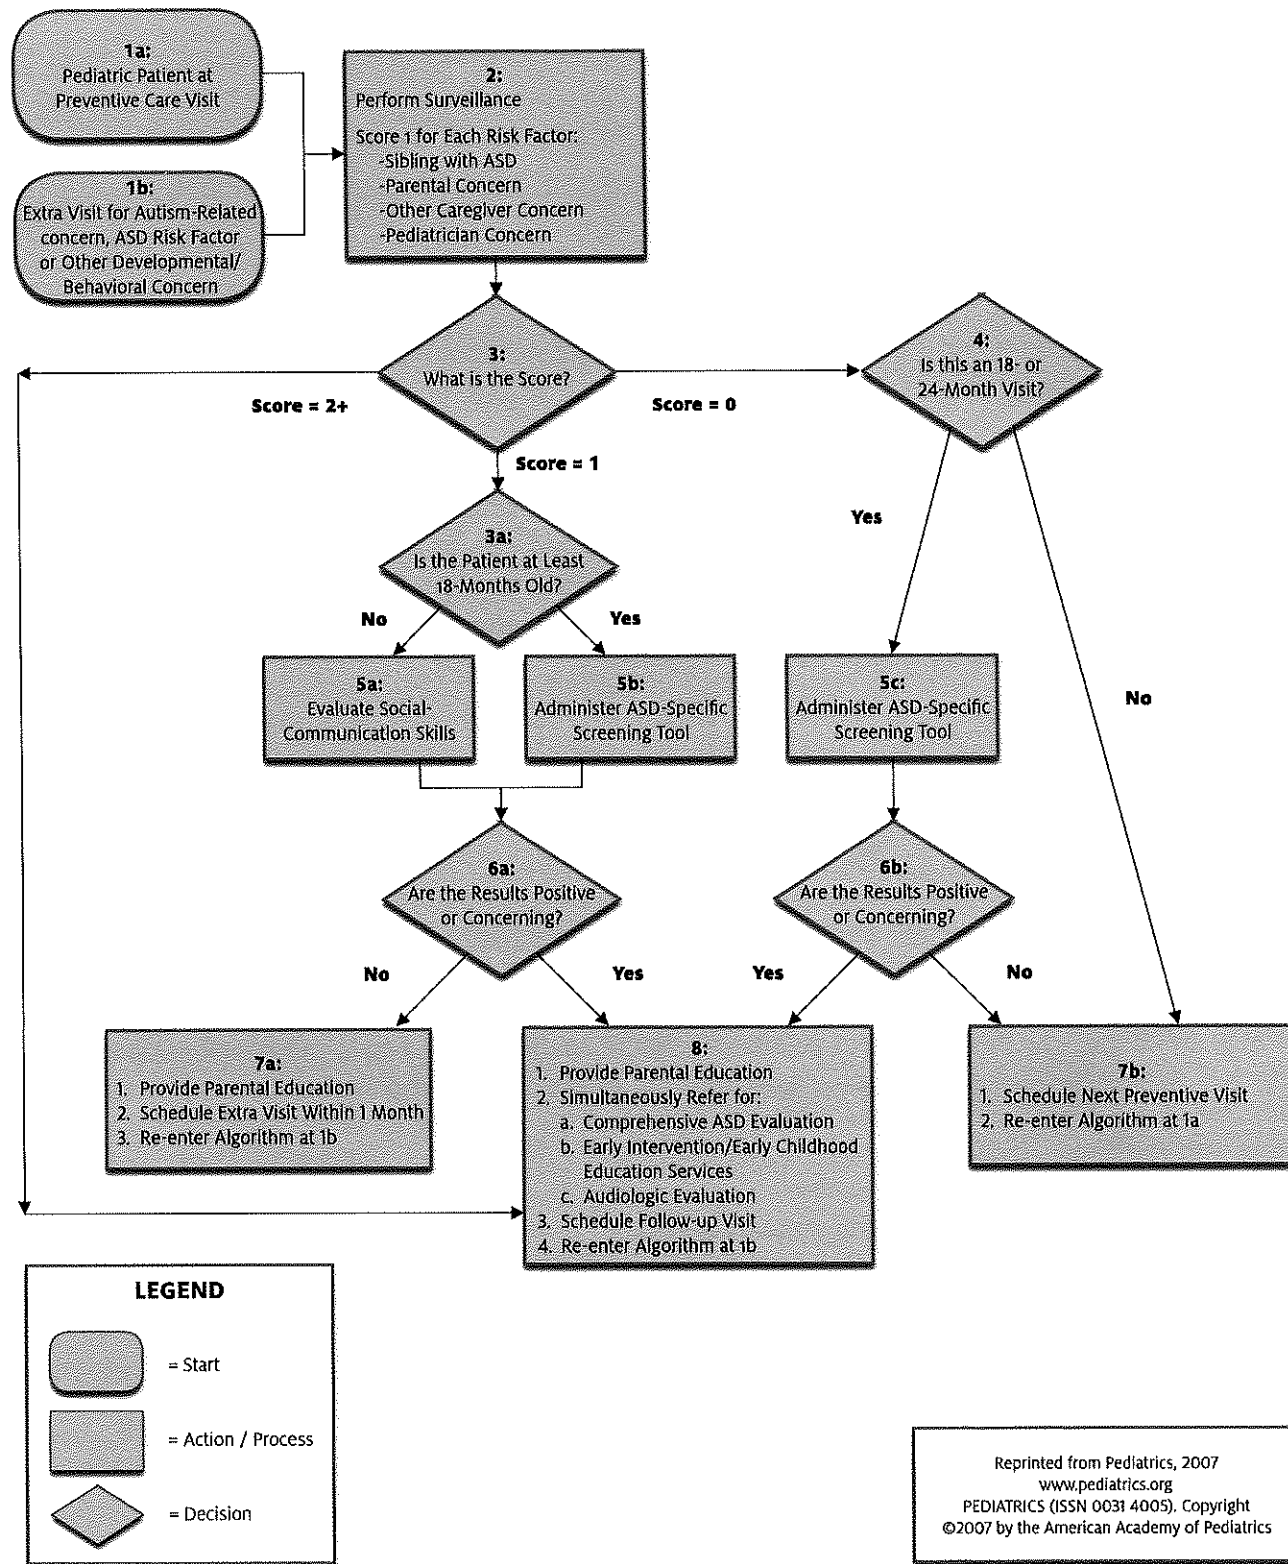 1a:
Pediatric Patient at
Preventive Care Visit
1b:
Extra Visit for Autism-Related
concern, ASD Risk Factor
or Other Developmental/
Behavioral Concern
2:
Perform Surveillance
Score 1 for Each Risk Factor:
-Sibling with ASD
-Parental Concern
-Other Caregiver Concern
-Pediatrician Concern
3:
What is the Score?
4:
Is this an 18- or
24-Month Visit?
Score = 2+
Score = 0
Score = 1
3a:
Is the Patient at Least
18-Months Old?
Yes
No
Yes
5a:
Evaluate Social-
Communication Skills
5b:
Administer ASD-Specific
Screening Tool
5c:
Administer ASD-Specific
Screening Tool
No
6a:
Are the Results Positive
or Concerning?
6b:
Are the Results Positive
or Concerning?
No
Yes
Yes
No
7a:
1. Provide Parental Education
2. Schedule Extra Visit Within 1 Month
3. Re-enter Algorithm at 1b
8:
1. Provide Parental Education
2. Simultaneously Refer for:
a. Comprehensive ASD Evaluation
b. Early Intervention/Early Childhood
Education Services
c. Audiologic Evaluation
3. Schedule Follow-up Visit
4. Re-enter Algorithm at 1b
7b:
1. Schedule Next Preventive Visit
2. Re-enter Algorithm at 1a
LEGEND
= Start
= Action / Process
= Decision
Reprinted from Pediatrics, 2007
www.pediatrics.org
PEDIATRICS (ISSN 0031 4005). Copyright
©2007 by the American Academy of Pediatrics